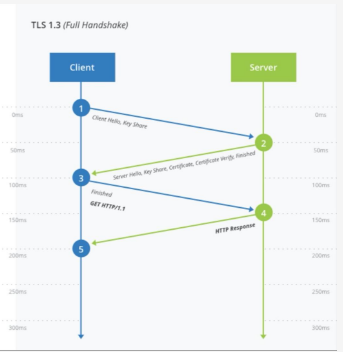 TLS 1.3 (Full Handshake)
Client
Server
1
Client Hello, Key Share
0ms
0ms
2
Server Hello, Key Share, Certificate, Certificate Verify, Finished
50ms
50ms
3
Finished
GET HTTP/1.1
100ms
100ms
4
HTTP Response
150ms
150ms
5
200ms
200ms
250ms
250ms
300ms
300ms